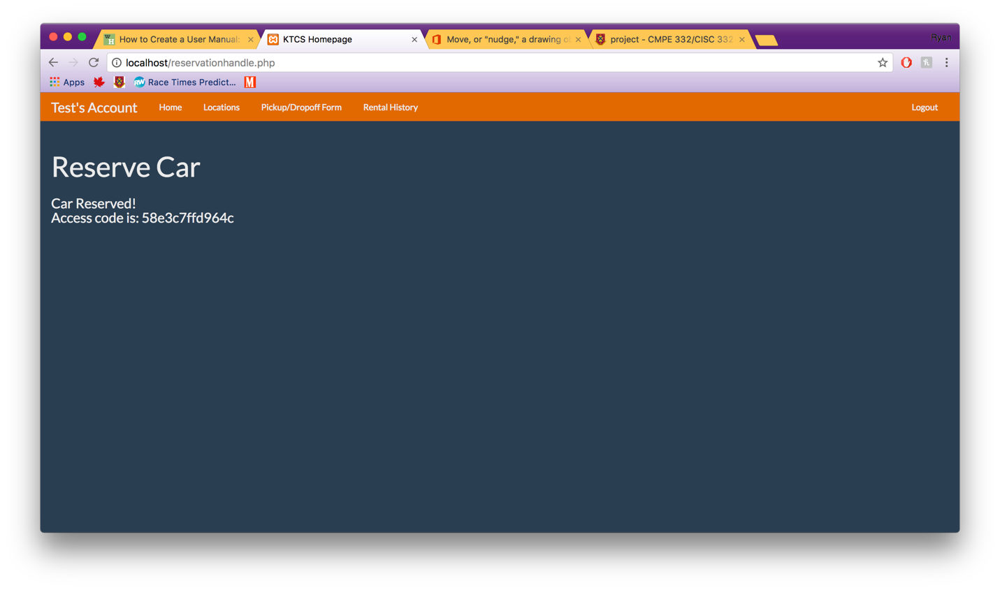 How to Create a User Manual:
KTCS Homepage
Move, or "nudge," a drawing ob
project - CMPE 332/CISC 332
Ryan
localhost/reservationhandle.php
Apps
RW
Race Times Predict...
M
Test's Account
Home
Locations
Pickup/Dropoff Form
Rental History
Logout
Reserve Car
Car Reserved!
Access code is: 58e3c7ffd964c